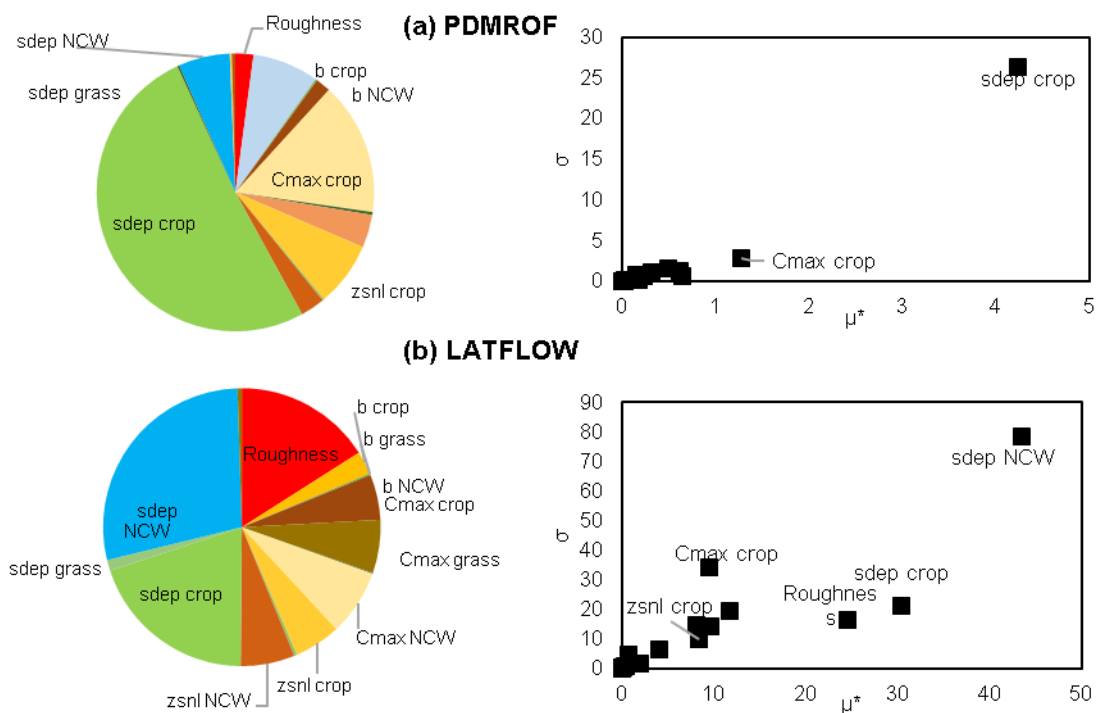 (a) PDMROF
Roughness
sdep NCW
b crop
b NCW
sdep grass
Cmax crop
sdep crop
zsnl crop
30
25
20
15
10
5
0
σ
sdep crop
Cmax crop
0 1 2 3 4 5
μ*
(b) LATFLOW
b crop
b grass
Roughness
b NCW
Cmax crop
sdep
NCW
Cmax grass
sdep grass
sdep crop
Cmax NCW
zsnl crop
zsnl NCW
90
80
70
60
50
40
30
20
10
0
σ
sdep NCW
Cmax crop
sdep crop
Roughnes
s
zsnl crop
0 10 20 30 40 50
μ*